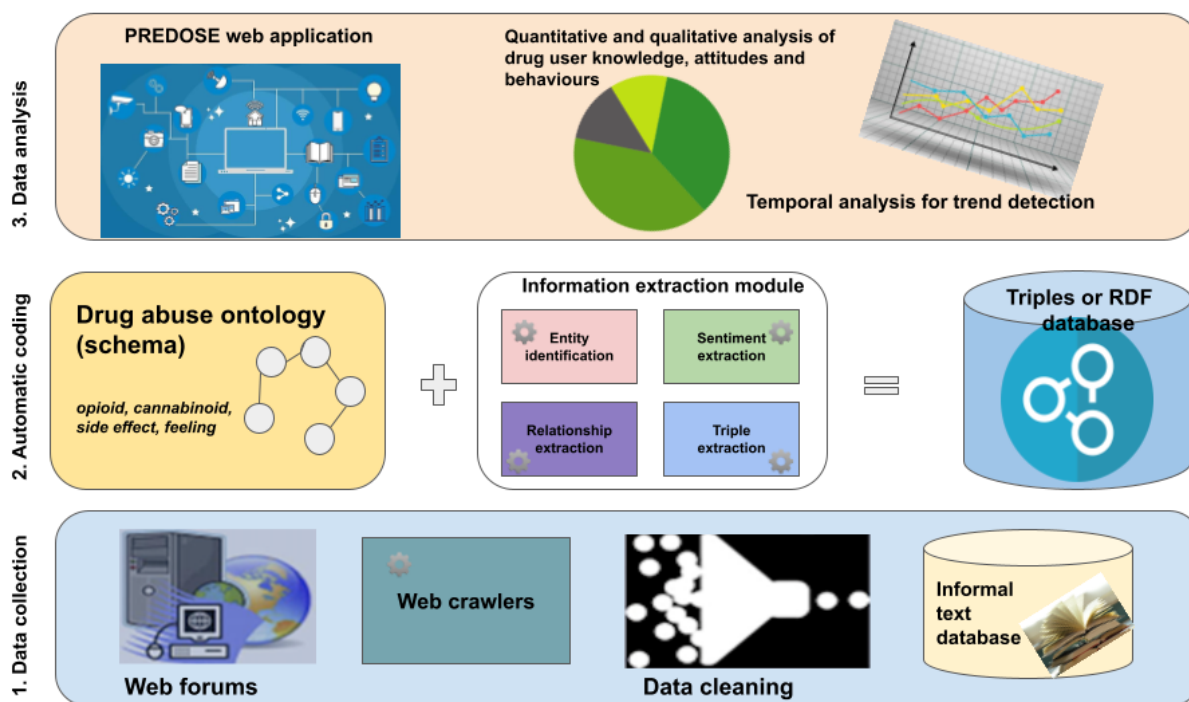 3. Data analysis
PREDOSE web application
Quantitative and qualitative analysis of
drug user knowledge, attitudes and
behaviours
Temporal analysis for trend detection
2. Automatic coding
Drug abuse ontology
(schema)
opioid, cannabinoid,
side effect, feeling
Information extraction module
Entity
identification
Sentiment
extraction
Relationship
extraction
Triple
extraction
Triples or RDF
database
1. Data collection
Web forums
Web crawlers
Data cleaning
Informal
text
database